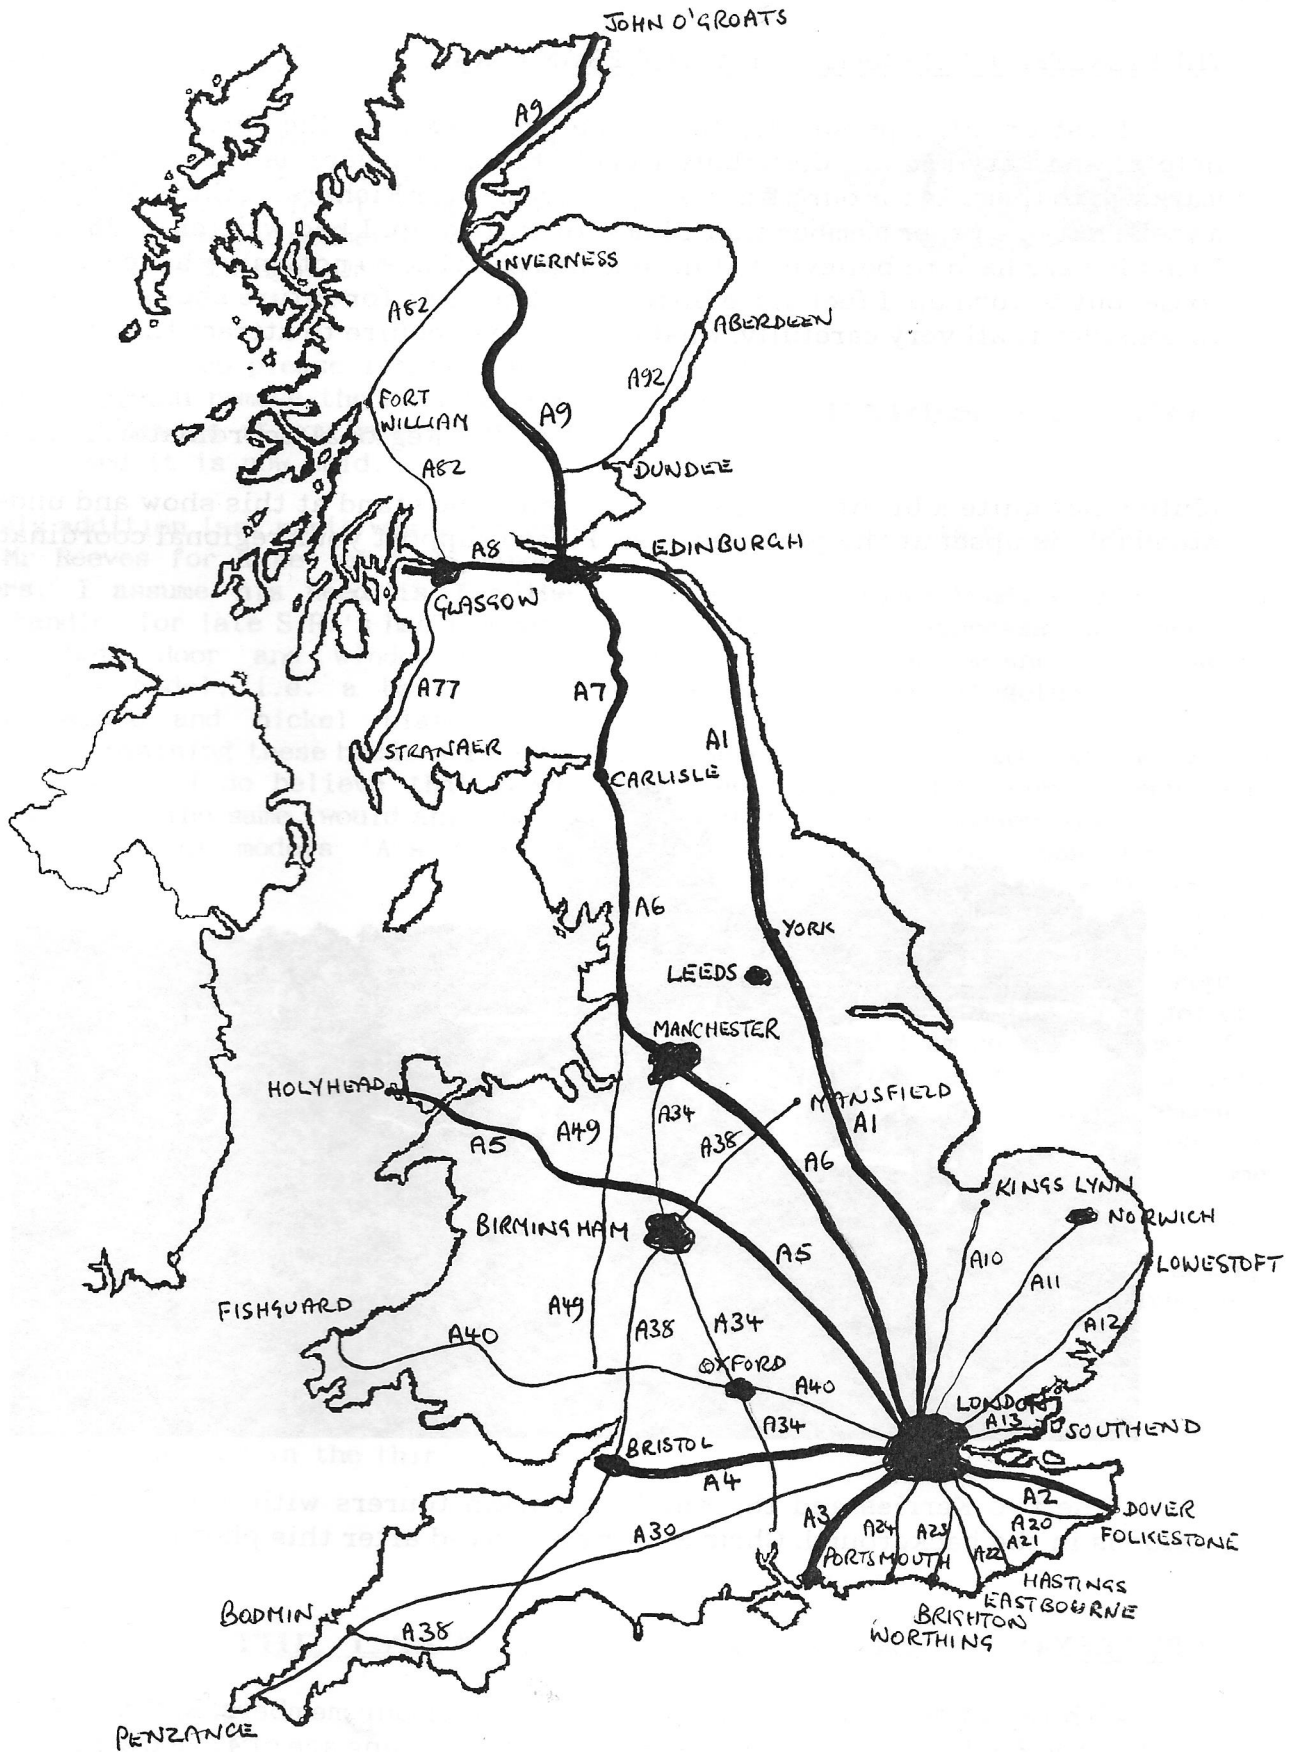 JOHN O'GROATS
A9
INVERNESS
A82
ABERDEEN
A92
FORT
WILLIAM
A9
A82
DUNDEE
A8
EDINBURGH
GLASGOW
A77
A7
A1
STRANAER
CARLISLE
A6
YORK
LEEDS
MANCHESTER
HOLYHEAD
A49
A34
MANSFIELD
A5
A38
A1
A6
KINGS LYNN
NORWICH
BIRMINGHAM
A5
A10
A11
LOWESTOFT
FISHGUARD
A49
A40
A38
A34
A12
OXFORD
A40
LONDON
A34
A13
SOUTHEND
BRISTOL
A4
A2
DOVER
A30
A3
A24
A23
A22
A21
A20
FOLKESTONE
PORTSMOUTH
HASTINGS
EASTBOURNE
BRIGHTON
WORTHING
BODMIN
A38
PENZANCE